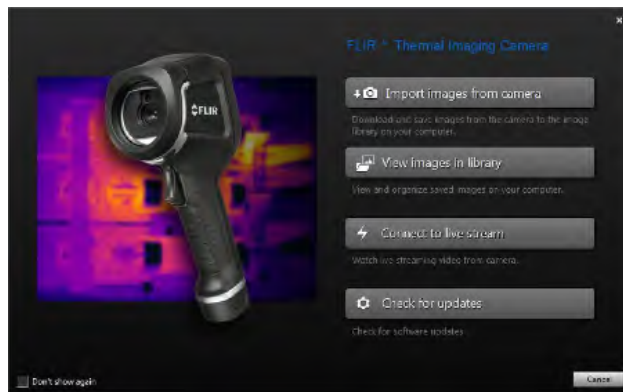 FLIR
FLIR ™ Thermal Imaging Camera
Import images from camera
Download and save images from the camera to the image
library on your computer.
View images in library
View and organize saved images on your computer.
Connect to live stream
Watch live streaming video from camera.
Check for updates
Check for software updates
Don't show again
Cancel